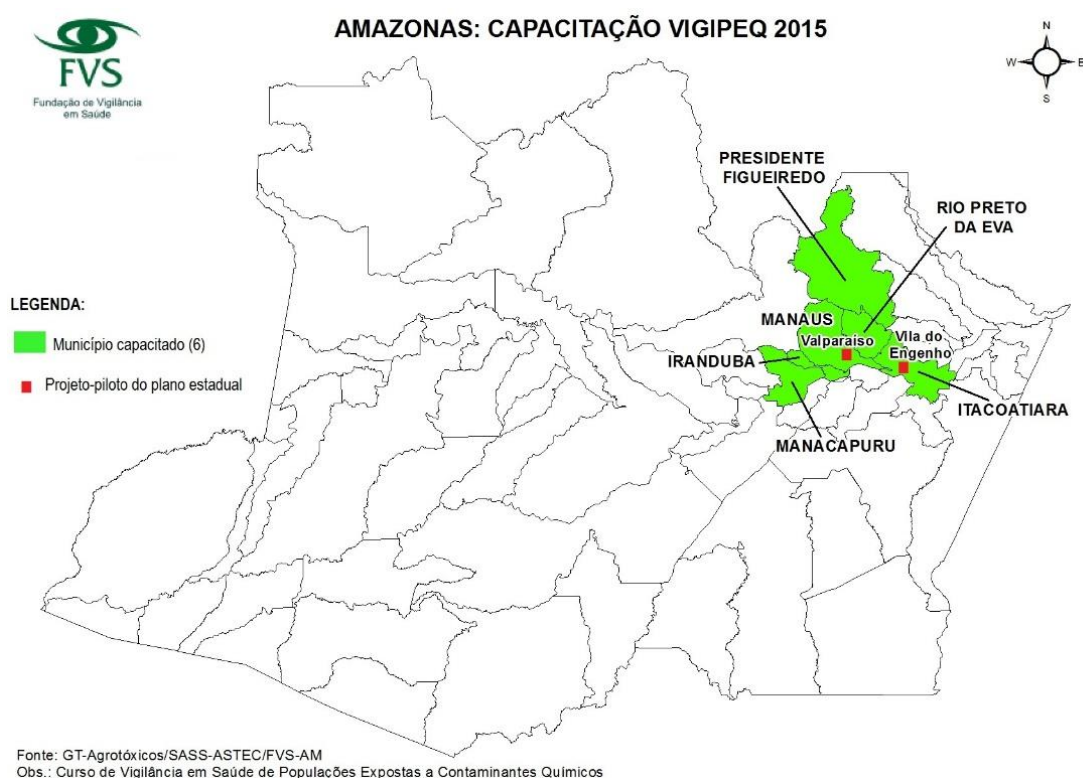 AMAZONAS: CAPACITAÇÃO VIGIPEQ 2015
FVS
Fundação de Vigilância
em Saúde
N
W
E
S
PRESIDENTE
FIGUEIREDO
RIO PRETO
DA EVA
MANAUS
Valparaíso
Vila do
Engenho
IRANDUBA
ITACOATIARA
MANACAPURU
LEGENDA:
Município capacitado (6)
Projeto-piloto do plano estadual
Fonte: GT-Agrotóxicos/SASS-ASTEC/FVS-AM
Obs.: Curso de Vigilância em Saúde de Populações Expostas a Contaminantes Químicos